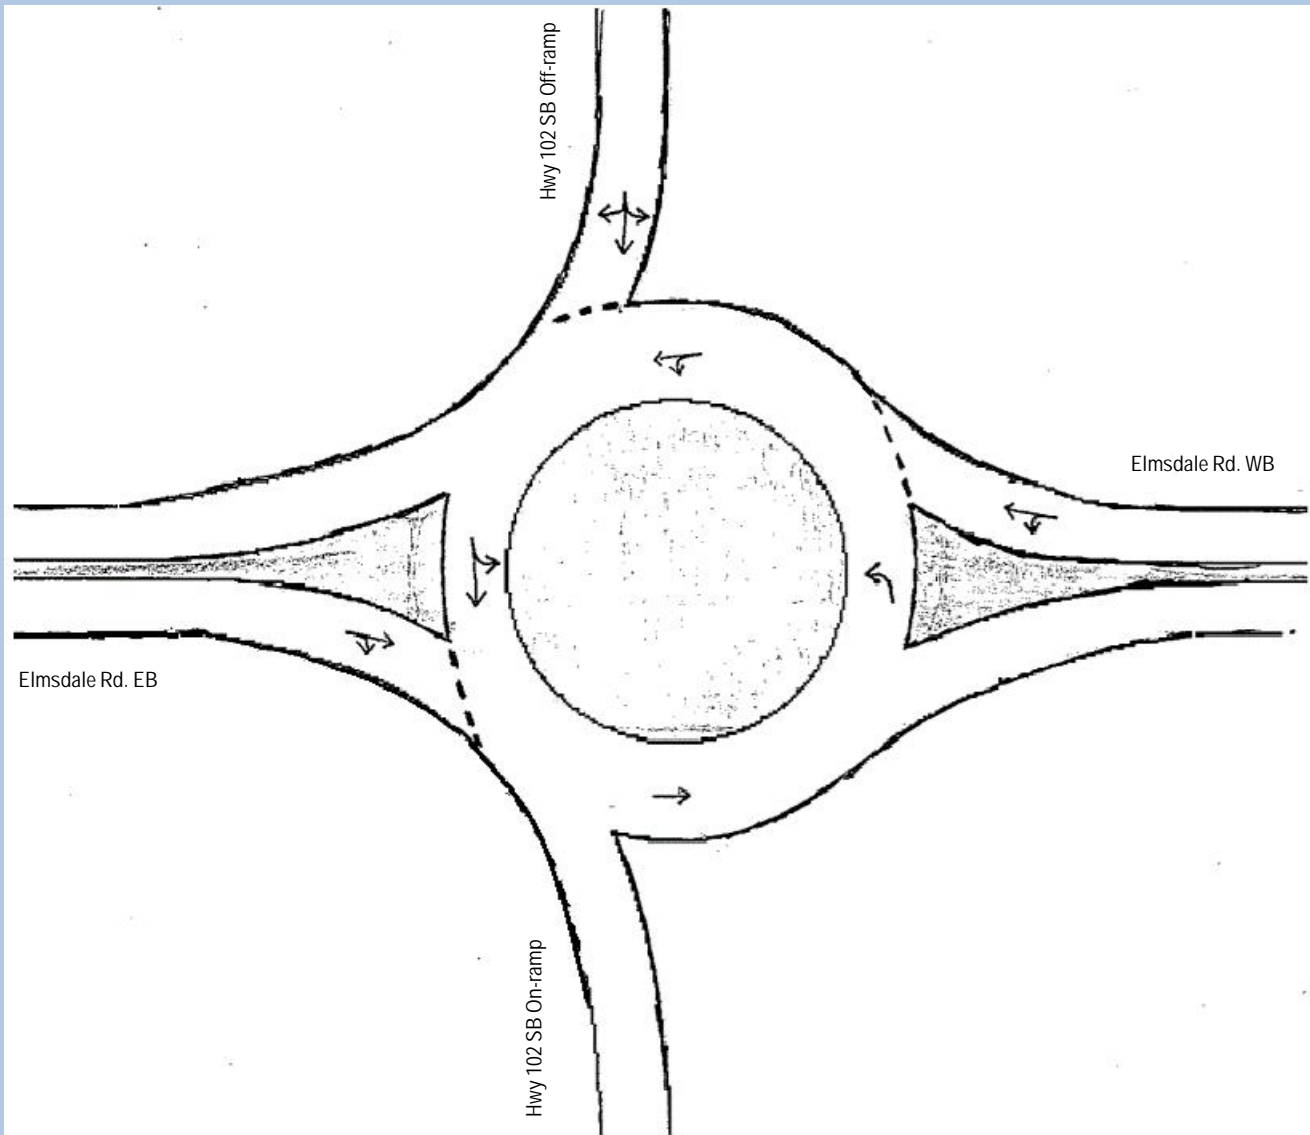 Hwy 102 SB Off-ramp
Elmsdale Rd. WB
Elmsdale Rd. EB
Hwy 102 SB On-ramp